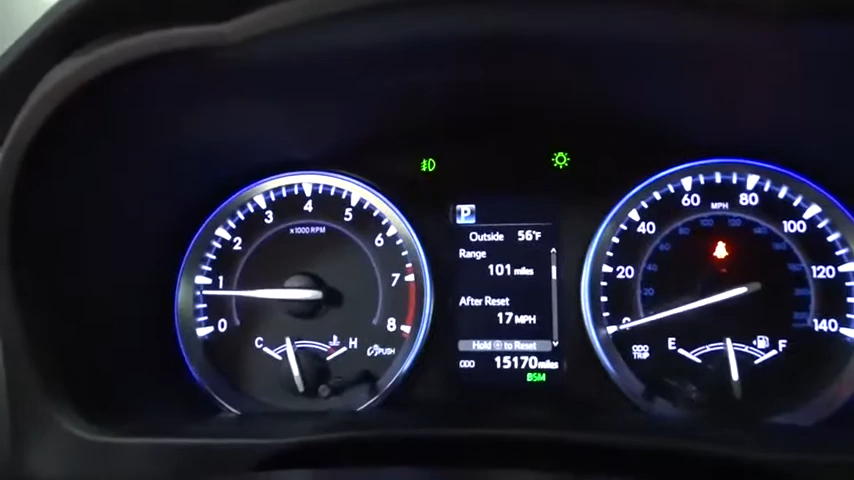 P
Outside 56°F
Range
101 miles
After Reset
17 MPH
Hold to Reset
ODO 15170 miles
BSM
0
1
2
3
4
5
6
7
8
x1000 RPM
C H
PUSH
20
40
60
80
100
120
140
MPH
ODO
TRIP
E F